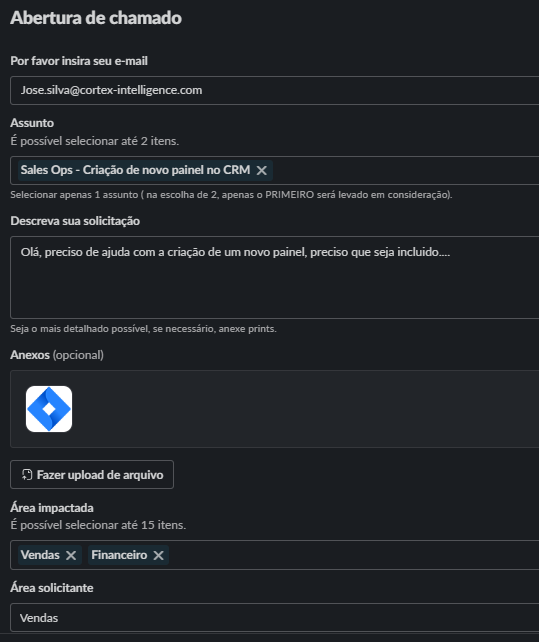 Abertura de chamado
Por favor insira seu e-mail
Jose.silva@cortex-intelligence.com
Assunto
É possível selecionar até 2 itens.
Sales Ops - Criação de novo painel no CRM
Selecionar apenas 1 assunto ( na escolha de 2, apenas o PRIMEIRO será levado em consideração).
Descreva sua solicitação
Olá, preciso de ajuda com a criação de um novo painel, preciso que seja incluido....
Seja o mais detalhado possível, se necessário, anexe prints.
Anexos (opcional)
Fazer upload de arquivo
Área impactada
É possível selecionar até 15 itens.
Vendas Financeiro
Área solicitante
Vendas